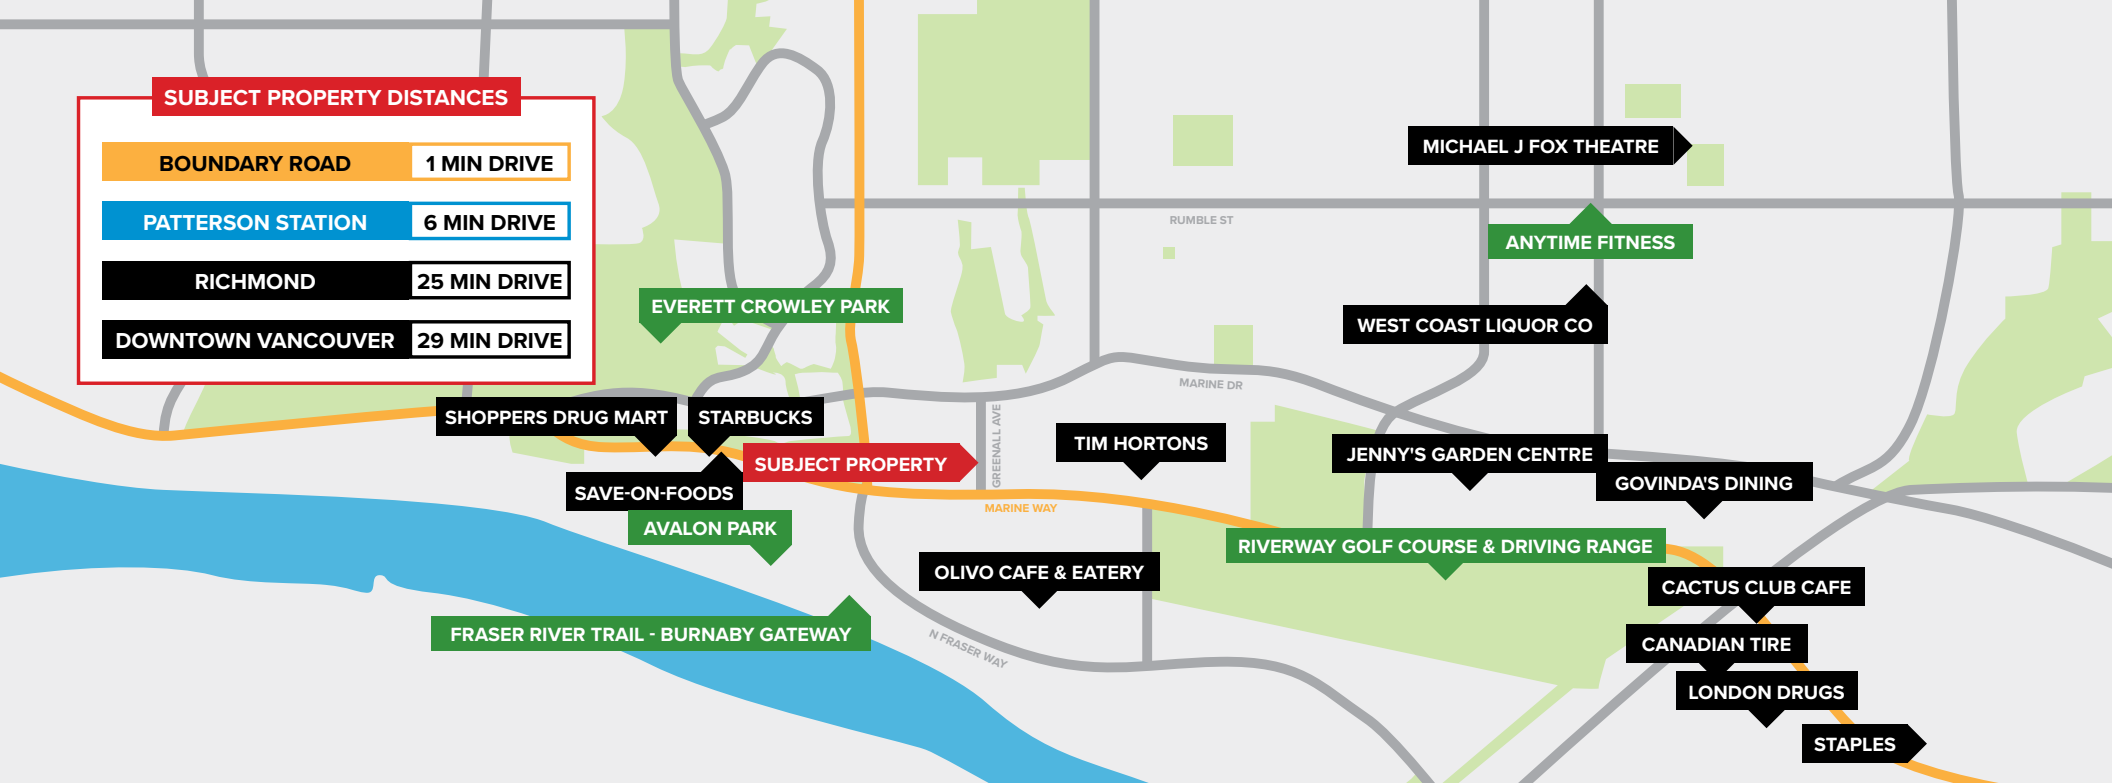 SUBJECT PROPERTY DISTANCES
BOUNDARY ROAD 1 MIN DRIVE
PATTERSON STATION 6 MIN DRIVE
RICHMOND 25 MIN DRIVE
DOWNTOWN VANCOUVER 29 MIN DRIVE
MICHAEL J FOX THEATRE
RUMBLE ST
ANYTIME FITNESS
EVERETT CROWLEY PARK
WEST COAST LIQUOR CO
MARINE DR
SHOPPERS DRUG MART
STARBUCKS
GREENALL AVE
TIM HORTONS
JENNY'S GARDEN CENTRE
SUBJECT PROPERTY
GOVINDA'S DINING
SAVE-ON-FOODS
MARINE WAY
AVALON PARK
RIVERWAY GOLF COURSE & DRIVING RANGE
OLIVO CAFE & EATERY
CACTUS CLUB CAFE
FRASER RIVER TRAIL - BURNABY GATEWAY
N FRASER WAY
CANADIAN TIRE
LONDON DRUGS
STAPLES